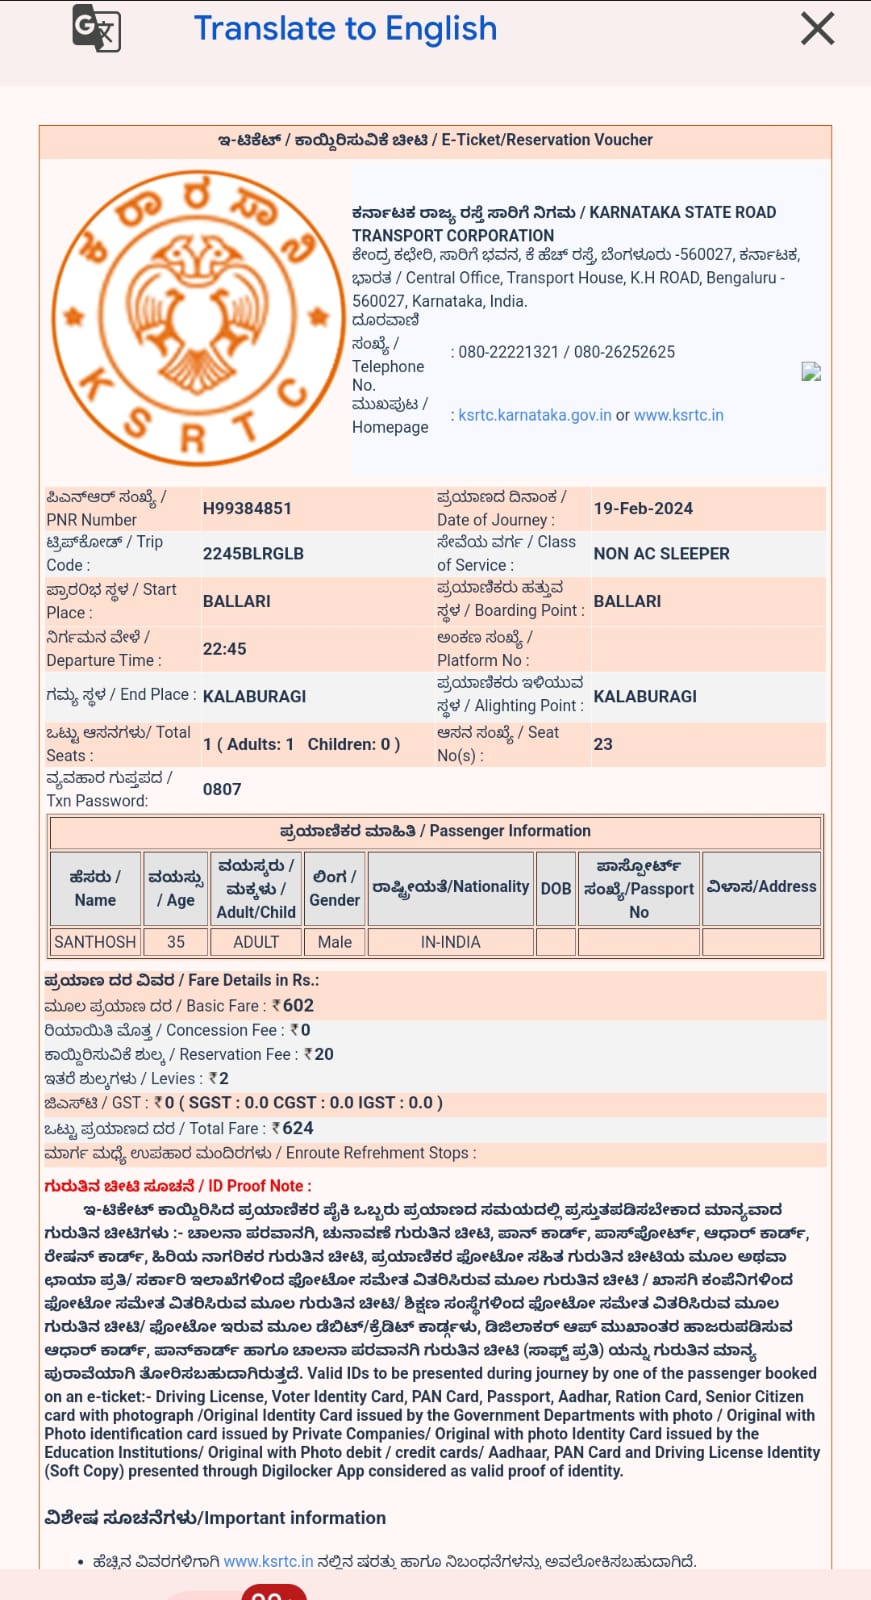 Translate to English
ಇ-ಟಿಕೆಟ್ / ಕಾಯ್ದಿರಿಸುವಿಕೆ ಚೀಟಿ / E-Ticket/Reservation Voucher
ಕರಾರಸಾನಿ
KSRTC
ಕರ್ನಾಟಕ ರಾಜ್ಯ ರಸ್ತೆ ಸಾರಿಗೆ ನಿಗಮ / KARNATAKA STATE ROAD
TRANSPORT CORPORATION
ಕೇಂದ್ರ ಕಛೇರಿ, ಸಾರಿಗೆ ಭವನ, ಕೆ ಹೆಚ್ ರಸ್ತೆ, ಬೆಂಗಳೂರು -560027, ಕರ್ನಾಟಕ,
ಭಾರತ / Central Office, Transport House, K.H ROAD, Bengaluru -
560027, Karnataka, India.
ದೂರವಾಣಿ
ಸಂಖ್ಯೆ /
Telephone
No.
: 080-22221321 / 080-26252625
ಮುಖಪುಟ /
Homepage
: ksrtc.karnataka.gov.in or www.ksrtc.in
ಪಿಎನ್ಆರ್ ಸಂಖ್ಯೆ /
PNR Number
H99384851
ಪ್ರಯಾಣದ ದಿನಾಂಕ /
Date of Journey :
19-Feb-2024
ಟ್ರಿಪ್‌ಕೋಡ್ / Trip
Code :
2245BLRGLB
ಸೇವೆಯ ವರ್ಗ / Class
of Service :
NON AC SLEEPER
ಪ್ರಾರ೦ಭ ಸ್ಥಳ / Start
Place :
BALLARI
ಪ್ರಯಾಣಿಕರು ಹತ್ತುವ
ಸ್ಥಳ / Boarding Point :
BALLARI
ನಿರ್ಗಮನ ವೇಳೆ /
Departure Time :
22:45
ಅಂಕಣ ಸಂಖ್ಯೆ /
Platform No :
ಗಮ್ಯ ಸ್ಥಳ / End Place :
KALABURAGI
ಪ್ರಯಾಣಿಕರು ಇಳಿಯುವ
ಸ್ಥಳ / Alighting Point :
KALABURAGI
ಒಟ್ಟು ಆಸನಗಳು/ Total
Seats :
1 ( Adults: 1 Children: 0 )
ಆಸನ ಸಂಖ್ಯೆ / Seat
No(s) :
23
ವ್ಯವಹಾರ ಗುಪ್ತಪದ /
Txn Password:
0807
ಪ್ರಯಾಣಿಕರ ಮಾಹಿತಿ / Passenger Information
ಹೆಸರು /
Name
ವಯಸ್ಸು
/ Age
ವಯಸ್ಕರು /
ಮಕ್ಕಳು /
Adult/Child
ಲಿಂಗ /
Gender
ರಾಷ್ಟ್ರೀಯತೆ/Nationality
DOB
ಪಾಸ್ಪೋರ್ಟ್
ಸಂಖ್ಯೆ/Passport
No
ವಿಳಾಸ/Address
SANTHOSH 35 ADULT Male IN-INDIA
ಪ್ರಯಾಣ ದರ ವಿವರ / Fare Details in Rs.:
ಮೂಲ ಪ್ರಯಾಣ ದರ / Basic Fare : ₹602
ರಿಯಾಯಿತಿ ಮೊತ್ತ / Concession Fee : ₹0
ಕಾಯ್ದಿರಿಸುವಿಕೆ ಶುಲ್ಕ / Reservation Fee : ₹20
ಇತರೆ ಶುಲ್ಕಗಳು / Levies : ₹2
ಜಿಎಸ್‌ಟಿ / GST : ₹0 ( SGST : 0.0 CGST : 0.0 IGST : 0.0 )
ಒಟ್ಟು ಪ್ರಯಾಣದ ದರ / Total Fare : ₹624
ಮಾರ್ಗ ಮಧ್ಯೆ ಉಪಹಾರ ಮಂದಿರಗಳು / Enroute Refrehment Stops :
ಗುರುತಿನ ಚೀಟಿ ಸೂಚನೆ / ID Proof Note :
ಇ-ಟಿಕೇಟ್ ಕಾಯ್ದಿರಿಸಿದ ಪ್ರಯಾಣಿಕರ ಪೈಕಿ ಒಬ್ಬರು ಪ್ರಯಾಣದ ಸಮಯದಲ್ಲಿ ಪ್ರಸ್ತುತಪಡಿಸಬೇಕಾದ ಮಾನ್ಯವಾದ
ಗುರುತಿನ ಚೀಟಿಗಳು :- ಚಾಲನಾ ಪರವಾನಗಿ, ಚುನಾವಣೆ ಗುರುತಿನ ಚೀಟಿ, ಪಾನ್ ಕಾರ್ಡ್, ಪಾಸ್‌ಪೋರ್ಟ್, ಆಧಾರ್ ಕಾರ್ಡ್,
ರೇಷನ್ ಕಾರ್ಡ್, ಹಿರಿಯ ನಾಗರಿಕರ ಗುರುತಿನ ಚೀಟಿ, ಪ್ರಯಾಣಿಕರ ಫೋಟೋ ಸಹಿತ ಗುರುತಿನ ಚೀಟಿಯ ಮೂಲ ಅಥವಾ
ಛಾಯಾ ಪ್ರತಿ/ ಸರ್ಕಾರಿ ಇಲಾಖೆಗಳಿಂದ ಫೋಟೋ ಸಮೇತ ವಿತರಿಸಿರುವ ಮೂಲ ಗುರುತಿನ ಚೀಟಿ / ಖಾಸಗಿ ಕಂಪೆನಿಗಳಿಂದ
ಫೋಟೋ ಸಮೇತ ವಿತರಿಸಿರುವ ಮೂಲ ಗುರುತಿನ ಚೀಟಿ/ ಶಿಕ್ಷಣ ಸಂಸ್ಥೆಗಳಿಂದ ಫೋಟೋ ಸಮೇತ ವಿತರಿಸಿರುವ ಮೂಲ
ಗುರುತಿನ ಚೀಟಿ/ ಫೋಟೋ ಇರುವ ಮೂಲ ಡೆಬಿಟ್/ಕ್ರೆಡಿಟ್ ಕಾರ್ಡ್ಗಳು, ಡಿಜಿಲಾಕರ್ ಆಪ್ ಮುಖಾಂತರ ಹಾಜರುಪಡಿಸುವ
ಆಧಾರ್ ಕಾರ್ಡ್, ಪಾನ್‌ಕಾರ್ಡ್ ಹಾಗೂ ಚಾಲನಾ ಪರವಾನಗಿ ಗುರುತಿನ ಚೀಟಿ (ಸಾಫ್ಟ್ ಪ್ರತಿ) ಯನ್ನು ಗುರುತಿನ ಮಾನ್ಯ
ಪುರಾವೆಯಾಗಿ ತೋರಿಸಬಹುದಾಗಿರುತ್ತದೆ. Valid IDs to be presented during journey by one of the passenger booked
on an e-ticket:- Driving License, Voter Identity Card, PAN Card, Passport, Aadhar, Ration Card, Senior Citizen
card with photograph /Original Identity Card issued by the Government Departments with photo / Original with
Photo identification card issued by Private Companies/ Original with photo Identity Card issued by the
Education Institutions/ Original with Photo debit / credit cards/ Aadhaar, PAN Card and Driving License Identity
(Soft Copy) presented through Digilocker App considered as valid proof of identity.
ವಿಶೇಷ ಸೂಚನೆಗಳು/Important information
• ಹೆಚ್ಚಿನ ವಿವರಗಳಿಗಾಗಿ www.ksrtc.in ನಲ್ಲಿನ ಷರತ್ತು ಹಾಗೂ ನಿಬಂಧನೆಗಳನ್ನು ಅವಲೋಕಿಸಬಹುದಾಗಿದೆ.